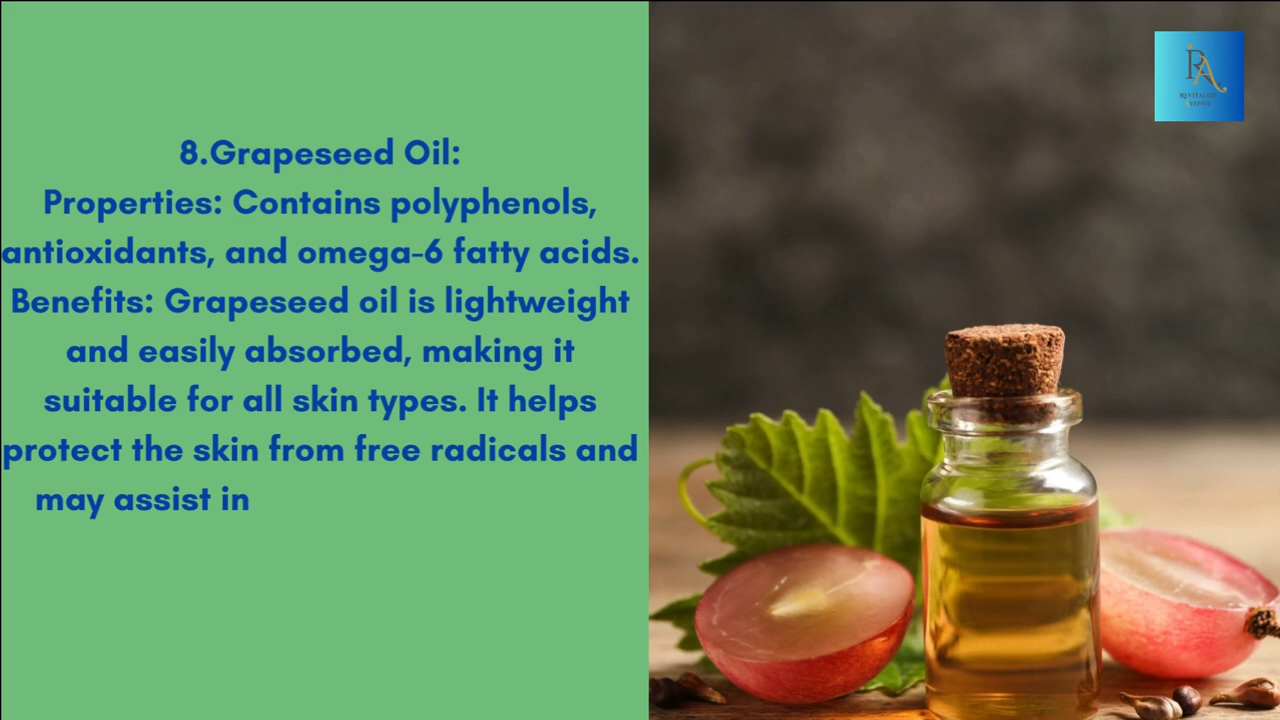 8.Grapeseed Oil:
Properties: Contains polyphenols,
antioxidants, and omega-6 fatty acids.
Benefits: Grapeseed oil is lightweight
and easily absorbed, making it
suitable for all skin types. It helps
protect the skin from free radicals and
may assist in
RA